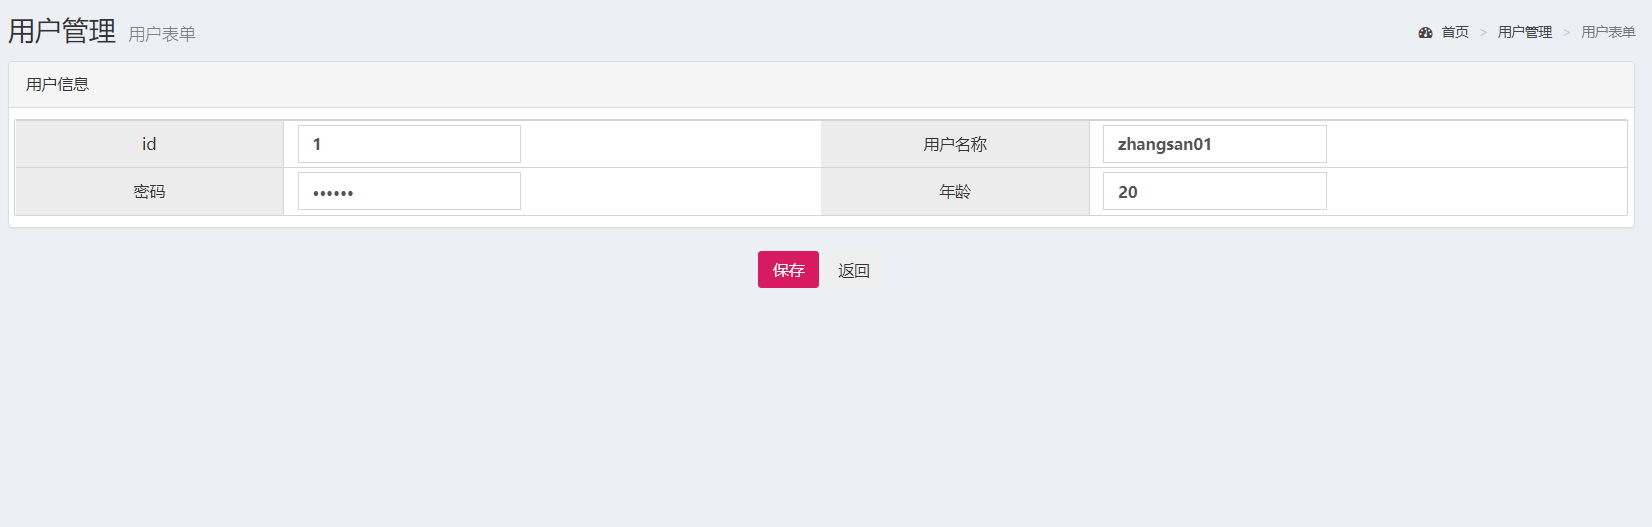 用户管理 用户表单
首页 > 用户管理 > 用户表单
用户信息
id 1 用户名称 zhangsan01
密码 •••••• 年龄 20
保存 返回